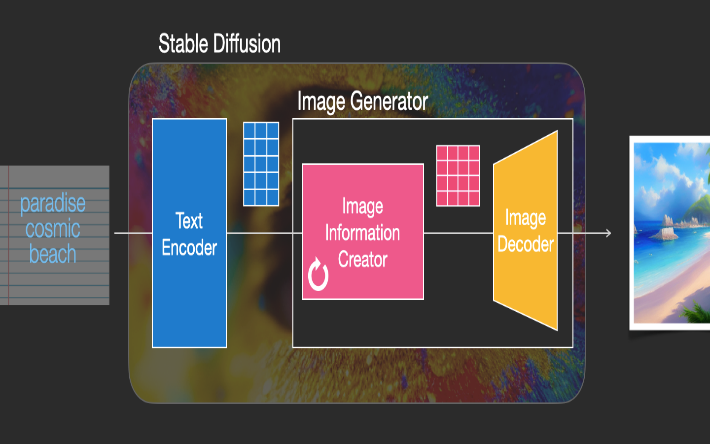 Stable Diffusion
Image Generator
paradise
cosmic
beach
Text
Encoder
Image
Information
Creator
Image
Decoder